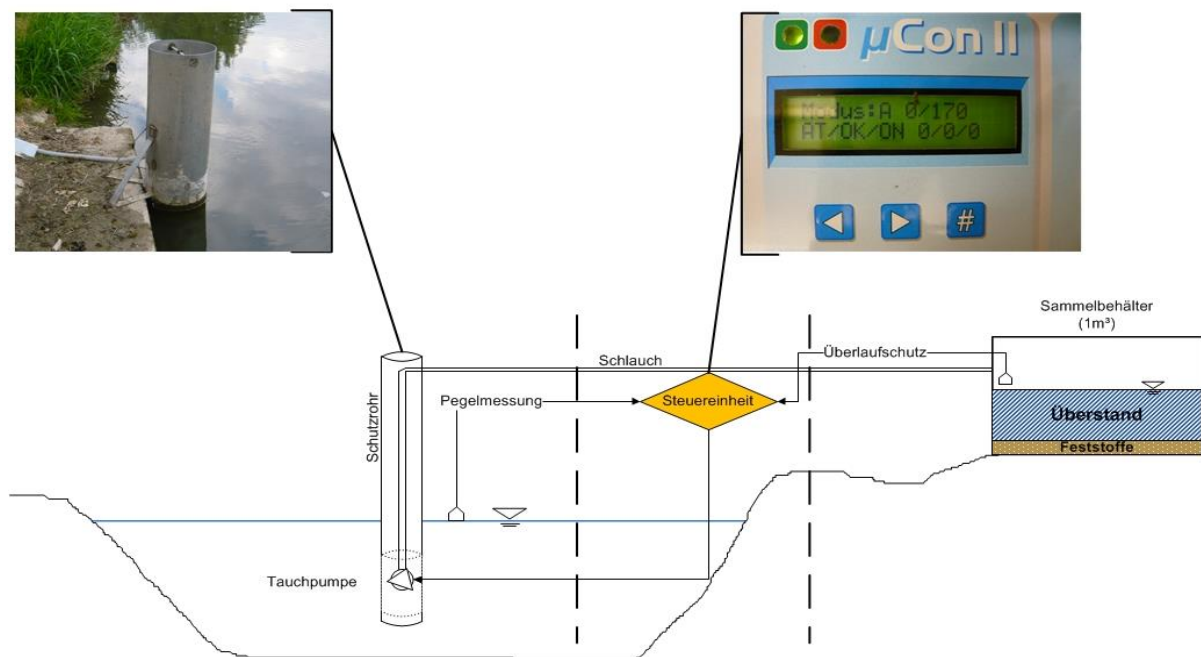 µCon II
Modus:A 0/170
AT/OK/ON 0/0/0
#
Sammelbehälter
(1m³)
Schlauch
Überlaufschutz
Pegelmessung
Steuereinheit
Schutzrohr
Überstand
Feststoffe
Tauchpumpe